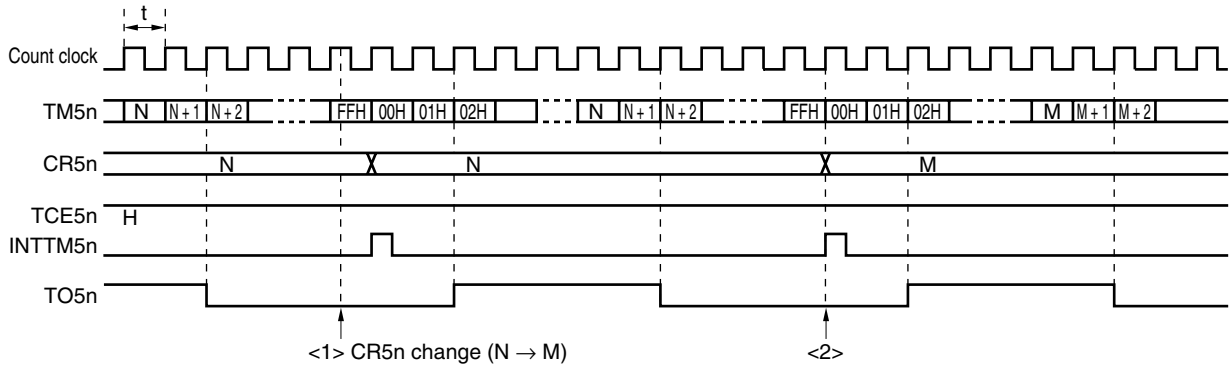 t
Count clock
TM5n N N + 1 N + 2 FFH 00H 01H 02H N N + 1 N + 2 FFH 00H 01H 02H M M + 1 M + 2
CR5n N N M
TCE5n H
INTTM5n
TO5n
<1> CR5n change (N → M) <2>